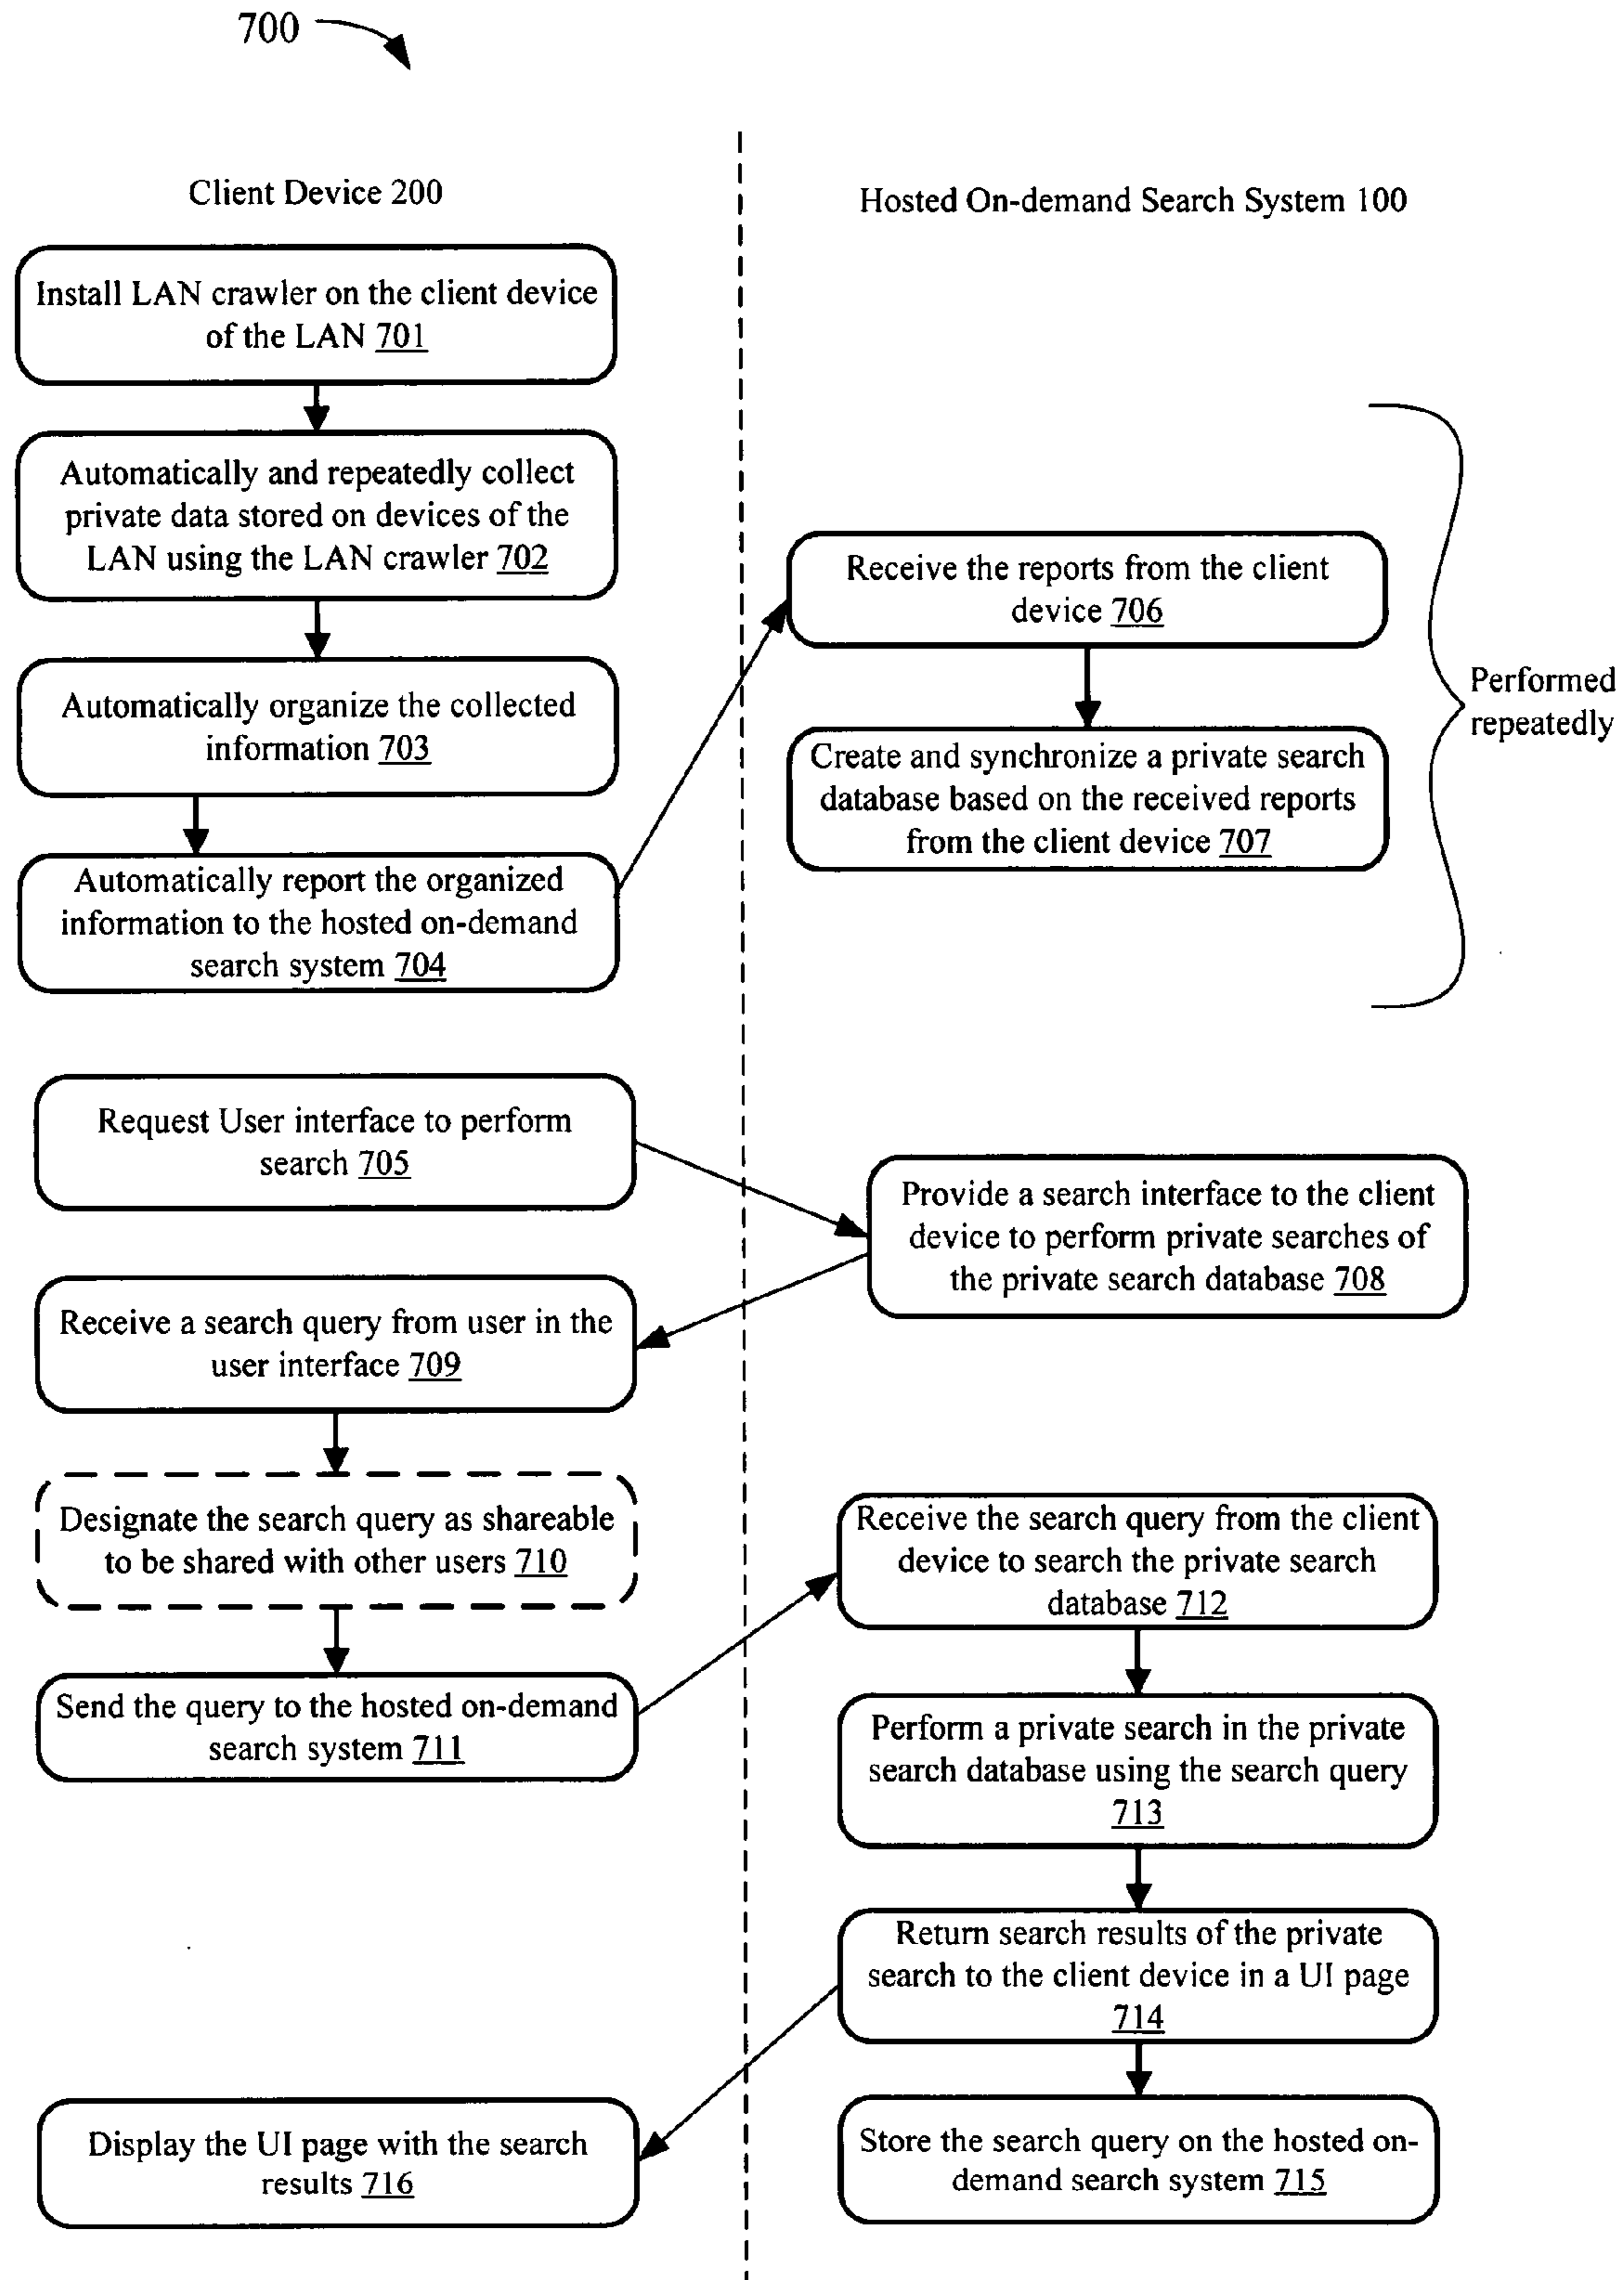 700
Client Device 200
Hosted On-demand Search System 100
Install LAN crawler on the client device
of the LAN 701
Automatically and repeatedly collect
private data stored on devices of the
LAN using the LAN crawler 702
Automatically organize the collected
information 703
Automatically report the organized
information to the hosted on-demand
search system 704
Receive the reports from the client
device 706
Create and synchronize a private search
database based on the received reports
from the client device 707
Performed
repeatedly
Request User interface to perform
search 705
Provide a search interface to the client
device to perform private searches of
the private search database 708
Receive a search query from user in the
user interface 709
Designate the search query as shareable
to be shared with other users 710
Send the query to the hosted on-demand
search system 711
Receive the search query from the client
device to search the private search
database 712
Perform a private search in the private
search database using the search query
713
Return search results of the private
search to the client device in a UI page
714
Store the search query on the hosted on-
demand search system 715
Display the UI page with the search
results 716